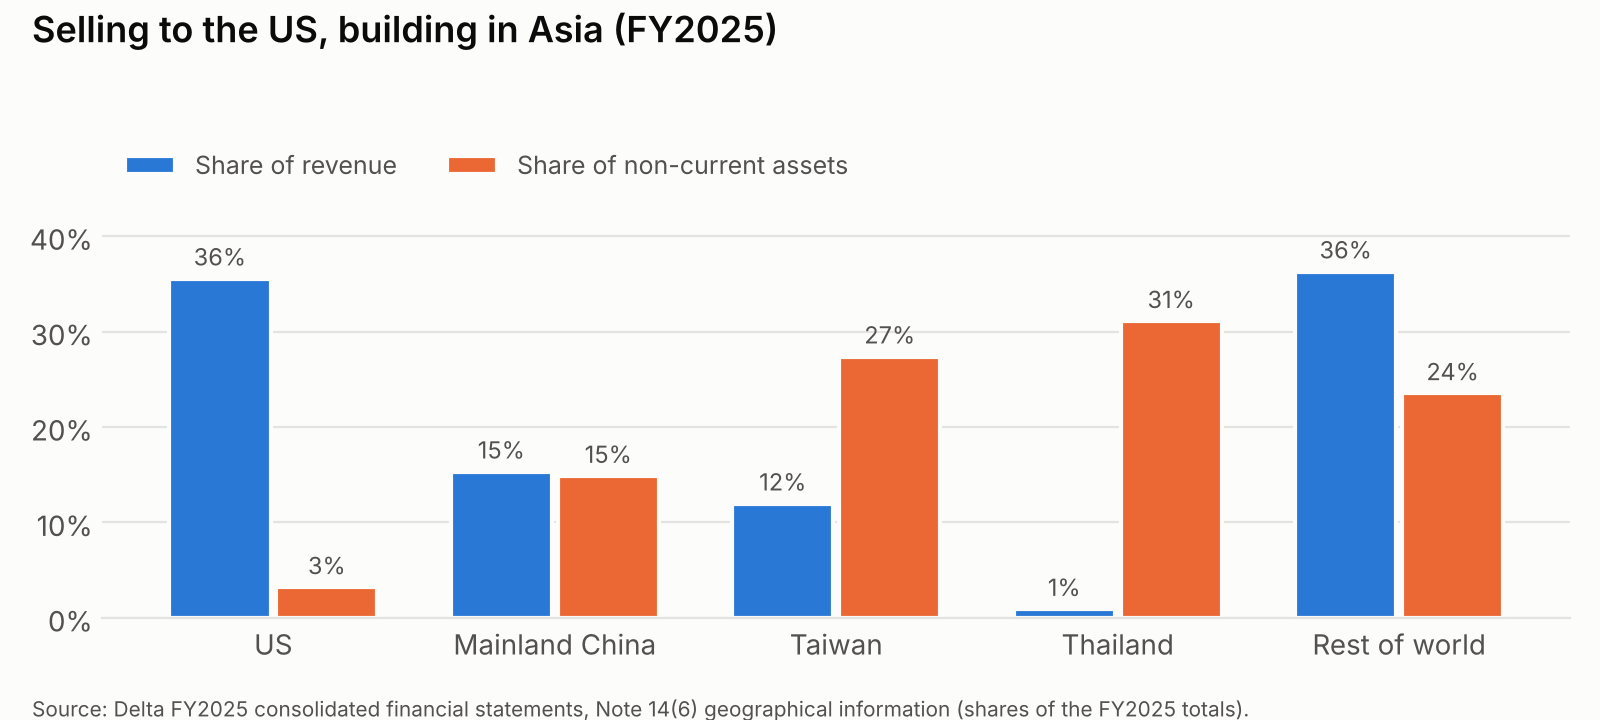 Selling to the US, building in Asia (FY2025)
Share of revenue
Share of non-current assets
40%
30%
20%
10%
0%
36%
3%
15%
15%
12%
27%
1%
31%
36%
24%
US
Mainland China
Taiwan
Thailand
Rest of world
Source: Delta FY2025 consolidated financial statements, Note 14(6) geographical information (shares of the FY2025 totals).